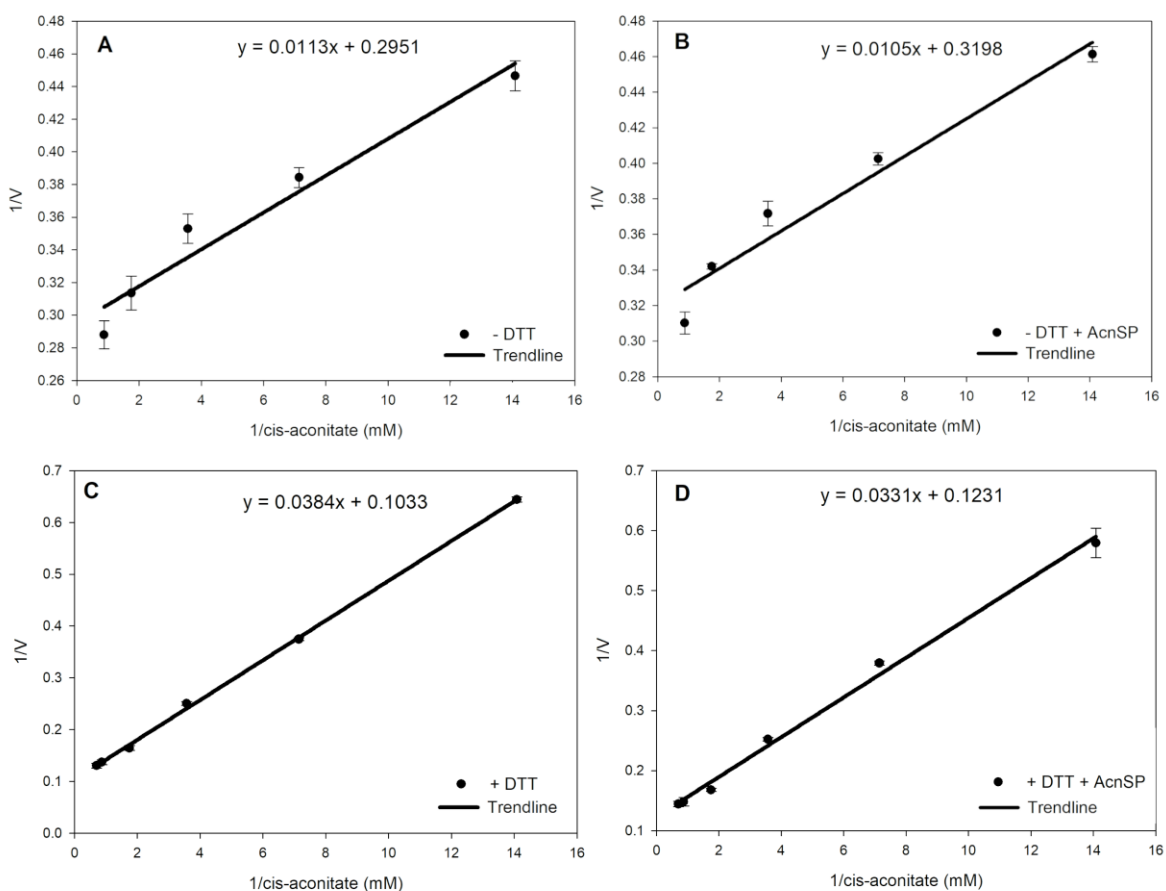 A
y = 0.0113x + 0.2951
1/V
0.48
0.46
0.44
0.42
0.40
0.38
0.36
0.34
0.32
0.30
0.28
0.26
- DTT
Trendline
0 2 4 6 8 10 12 14 16
1/cis-aconitate (mM)
B
y = 0.0105x + 0.3198
1/V
0.48
0.46
0.44
0.42
0.40
0.38
0.36
0.34
0.32
0.30
0.28
- DTT + AcnSP
Trendline
0 2 4 6 8 10 12 14 16
1/cis-aconitate (mM)
C
y = 0.0384x + 0.1033
1/V
0.7
0.6
0.5
0.4
0.3
0.2
0.1
0.0
+ DTT
Trendline
0 2 4 6 8 10 12 14 16
1/cis-aconitate (mM)
D
y = 0.0331x + 0.1231
1/V
0.7
0.6
0.5
0.4
0.3
0.2
0.1
+ DTT + AcnSP
Trendline
0 2 4 6 8 10 12 14 16
1/cis-aconitate (mM)